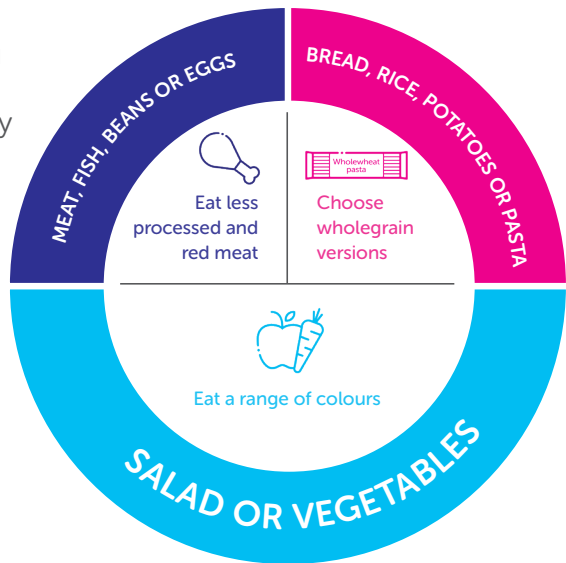 MEAT, FISH, BEANS OR EGGS
BREAD, RICE, POTATOES OR PASTA
y
Eat less
processed and
red meat
Wholewheat
pasta
Choose
wholegrain
versions
Eat a range of colours
SALAD OR VEGETABLES